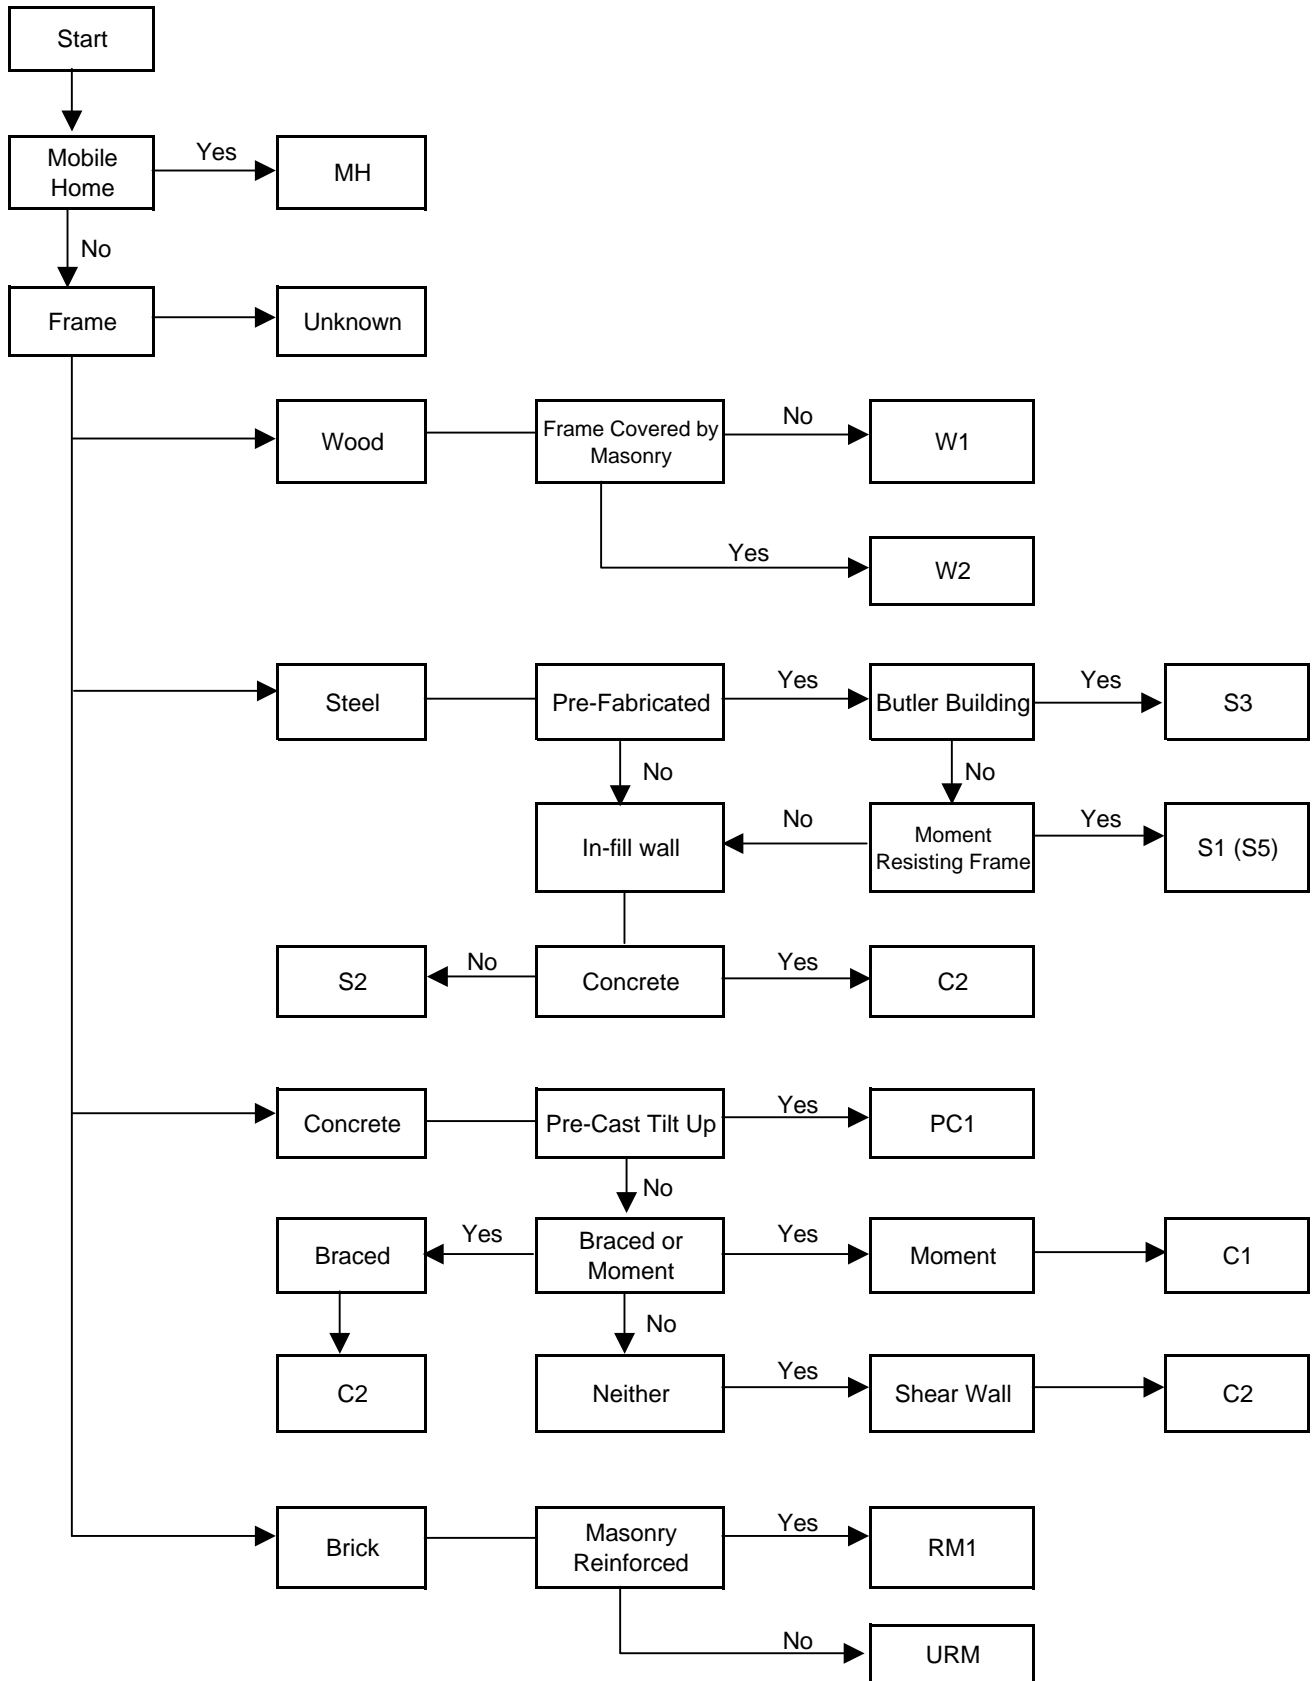 Start
Mobile
Home
Yes
MH
No
Frame
Unknown
Wood
Frame Covered by
Masonry
No
W1
Yes
W2
Steel
Pre-Fabricated
Yes
Butler Building
Yes
S3
No
No
In-fill wall
No
Moment
Resisting Frame
Yes
S1 (S5)
S2
No
Concrete
Yes
C2
Concrete
Pre-Cast Tilt Up
Yes
PC1
No
Braced
Yes
Braced or
Moment
Yes
Moment
C1
No
C2
Neither
Yes
Shear Wall
C2
Brick
Masonry
Reinforced
Yes
RM1
No
URM